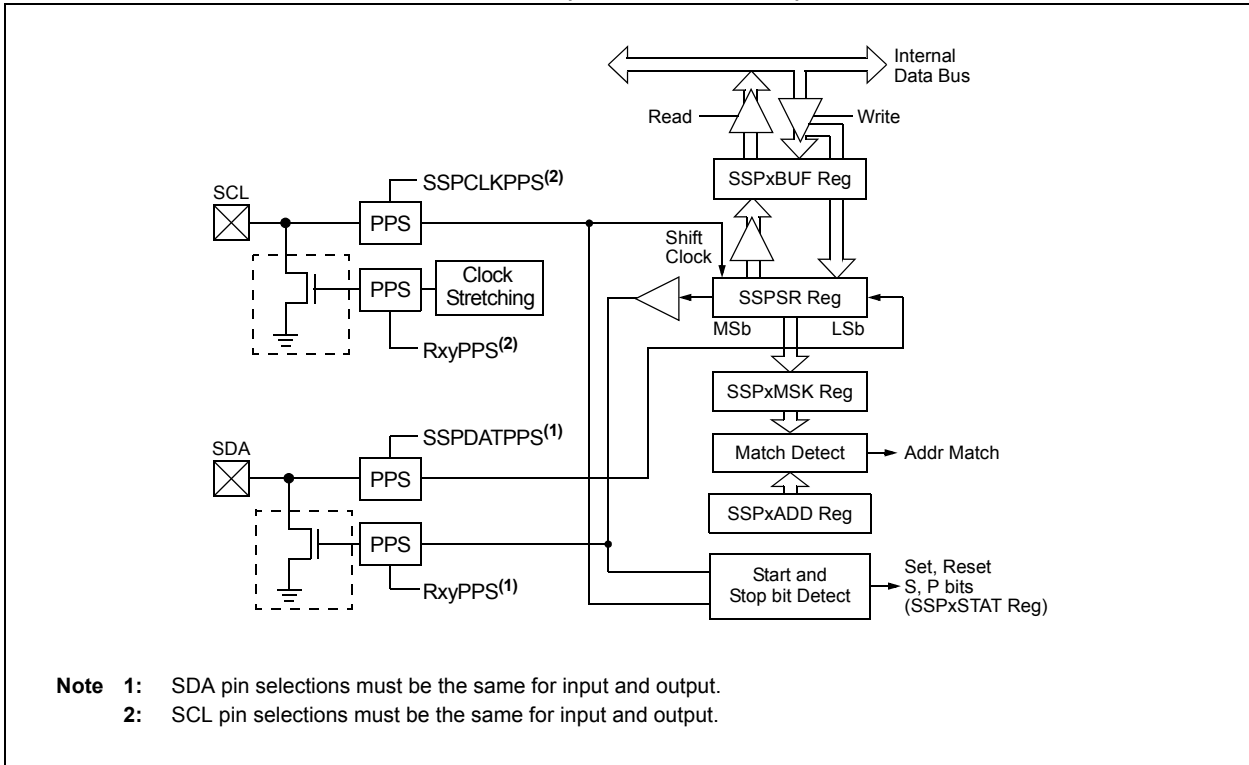 Internal
Data Bus
Read
Write
SSPxBUF Reg
SCL
SSPCLKPPS(2)
PPS
Shift
Clock
PPS
Clock
Stretching
SSPSR Reg
MSb
LSb
RxyPPS(2)
SSPxMSK Reg
SDA
SSPDATPPS(1)
PPS
Match Detect
Addr Match
SSPxADD Reg
PPS
RxyPPS(1)
Start and
Stop bit Detect
Set, Reset
S, P bits
(SSPxSTAT Reg)
Note 1: SDA pin selections must be the same for input and output.
2: SCL pin selections must be the same for input and output.